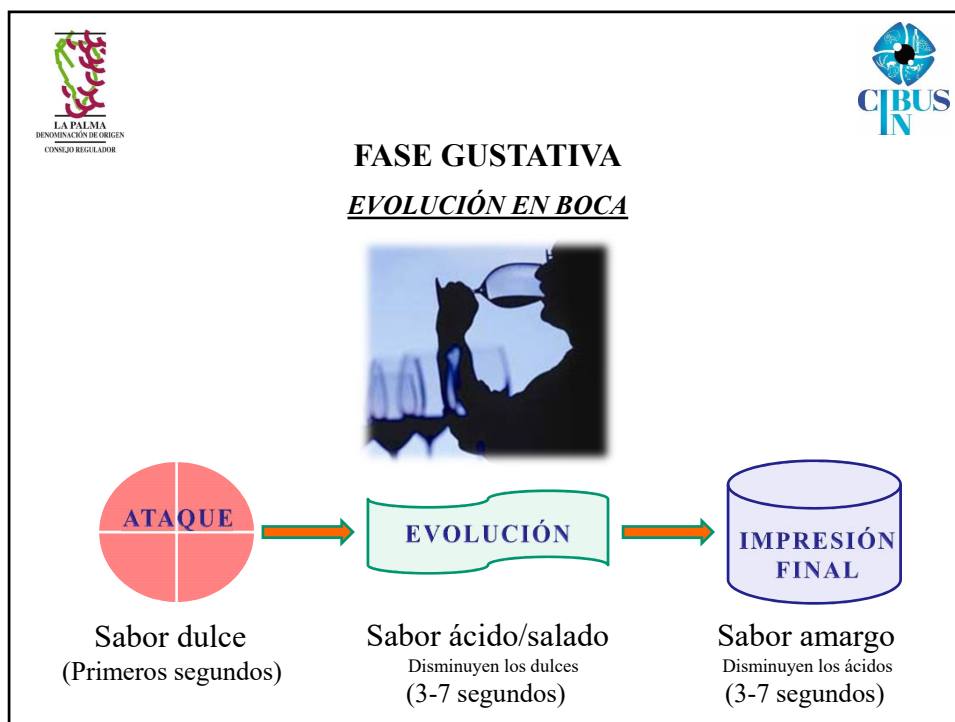 LA PALMA
DENOMINACIÓN DE ORIGEN
CONSEJO REGULADOR
CIBUS
IN
FASE GUSTATIVA
EVOLUCIÓN EN BOCA
ATAQUE
EVOLUCIÓN
IMPRESIÓN
FINAL
Sabor dulce
(Primeros segundos)
Sabor ácido/salado
Disminuyen los dulces
(3-7 segundos)
Sabor amargo
Disminuyen los ácidos
(3-7 segundos)